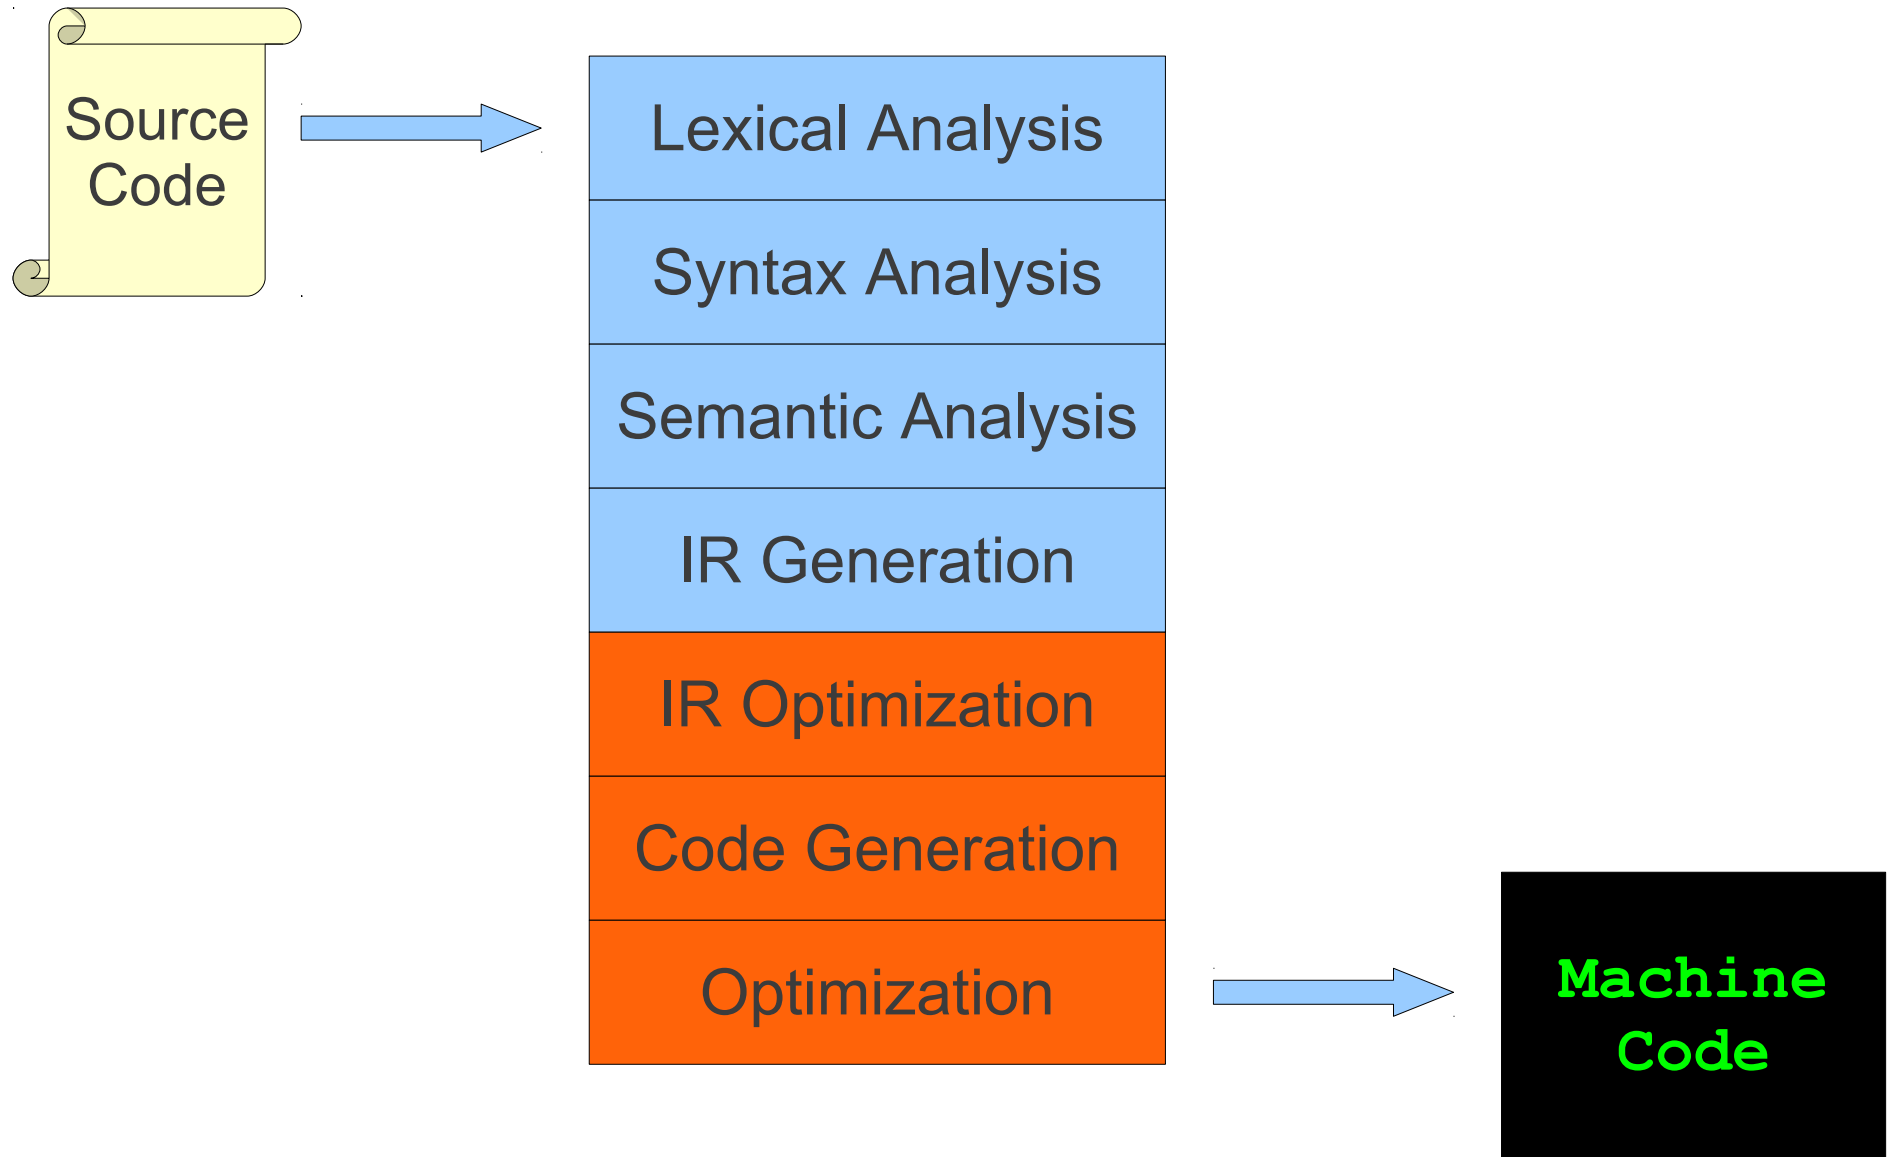 Source
Code
Lexical Analysis
Syntax Analysis
Semantic Analysis
IR Generation
IR Optimization
Code Generation
Optimization
Machine
Code